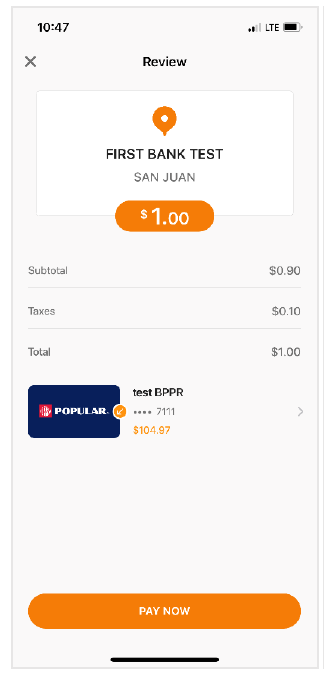 10:47 LTE
Review
FIRST BANK TEST
SAN JUAN
$1.00
Subtotal $0.90
Taxes $0.10
Total $1.00
test BPPR
POPULAR. •••• 7111
$104.97
PAY NOW